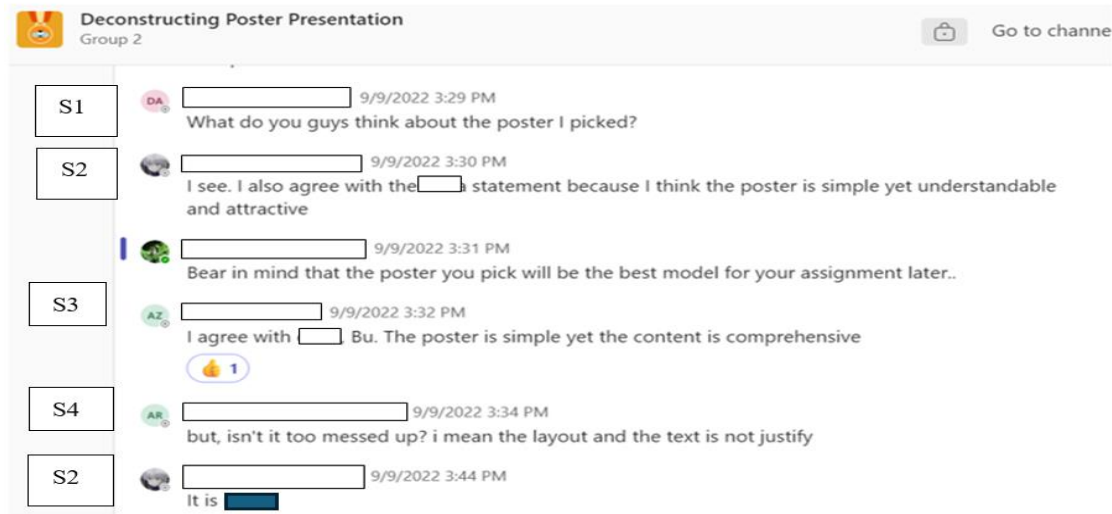 Deconstructing Poster Presentation
Group 2
Go to channe
S1
DA
9/9/2022 3:29 PM
What do you guys think about the poster I picked?
S2
9/9/2022 3:30 PM
I see. I also agree with the statement because I think the poster is simple yet understandable
and attractive
9/9/2022 3:31 PM
Bear in mind that the poster you pick will be the best model for your assignment later..
S3
AZ
9/9/2022 3:32 PM
I agree with , Bu. The poster is simple yet the content is comprehensive
👍 1
S4
AR
9/9/2022 3:34 PM
but, isn't it too messed up? i mean the layout and the text is not justify
S2
9/9/2022 3:44 PM
It is